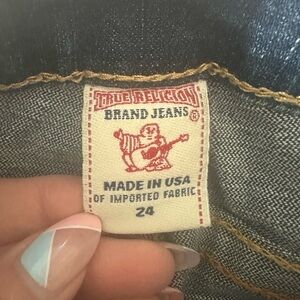 TRUE RELIGION
BRAND JEANS®
MADE IN USA
OF IMPORTED FABRIC
24